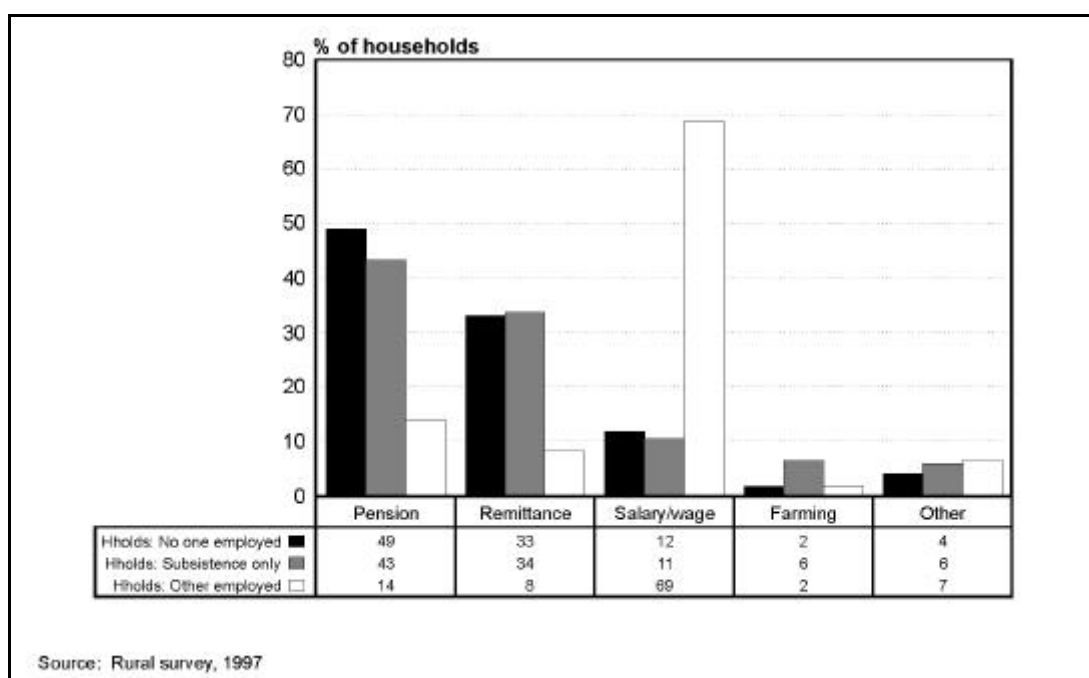 % of households
80
70
60
50
40
30
20
10
0
Pension Remittance Salary/wage Farming Other
Hholds: No one employed 49 33 12 2 4
Hholds: Subsistence only 43 34 11 6 6
Hholds: Other employed 14 8 69 2 7
Source: Rural survey, 1997